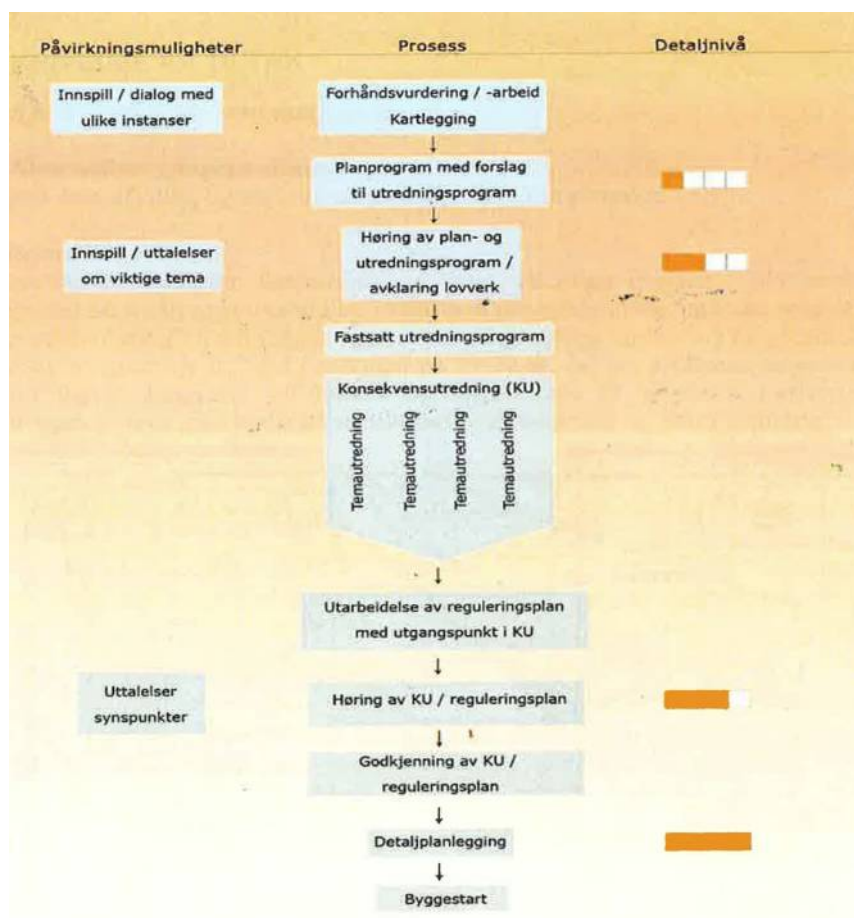 Påvirkningsmuligheter
Prosess
Detaljnivå
Innspill / dialog med
ulike instanser
Forhåndsvurdering / -arbeid
Kartlegging
↓
Planprogram med forslag
til utredningsprogram
↓
Innspill / uttalelser
om viktige tema
Høring av plan- og
utredningsprogram /
avklaring lovverk
↓
Fastsatt utredningsprogram
↓
Konsekvensutredning (KU)
Temautredning
Temautredning
Temautredning
Temautredning
↓
Utarbeidelse av reguleringsplan
med utgangspunkt i KU
↓
Uttalelser
synspunkter
Høring av KU / reguleringsplan
↓
Godkjenning av KU /
reguleringsplan
↓
Detaljplanlegging
↓
Byggestart